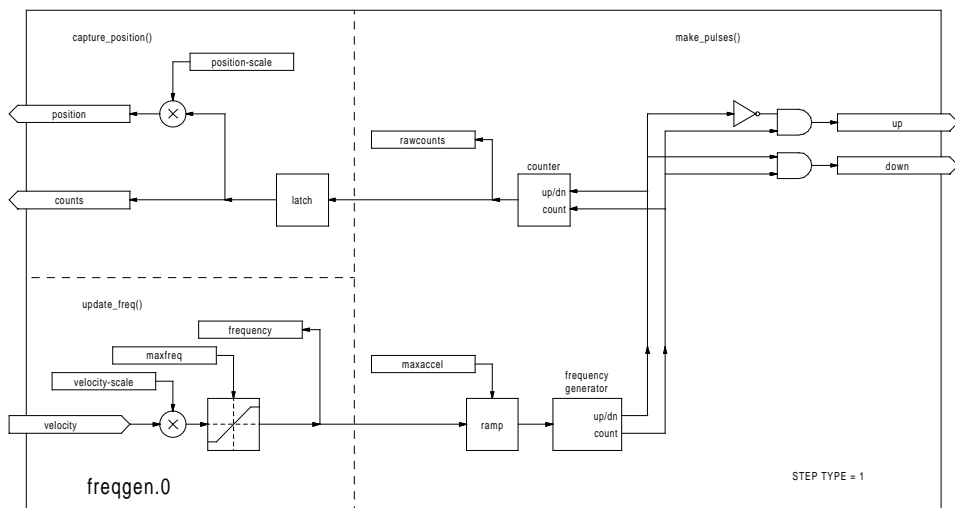 capture_position()
make_pulses()
position-scale
position
up
rawcounts
counter
down
up/dn
counts
latch
count
update_freq()
frequency
maxfreq
maxaccel
frequency
generator
velocity-scale
up/dn
velocity
ramp
count
STEP TYPE = 1
freqgen.0